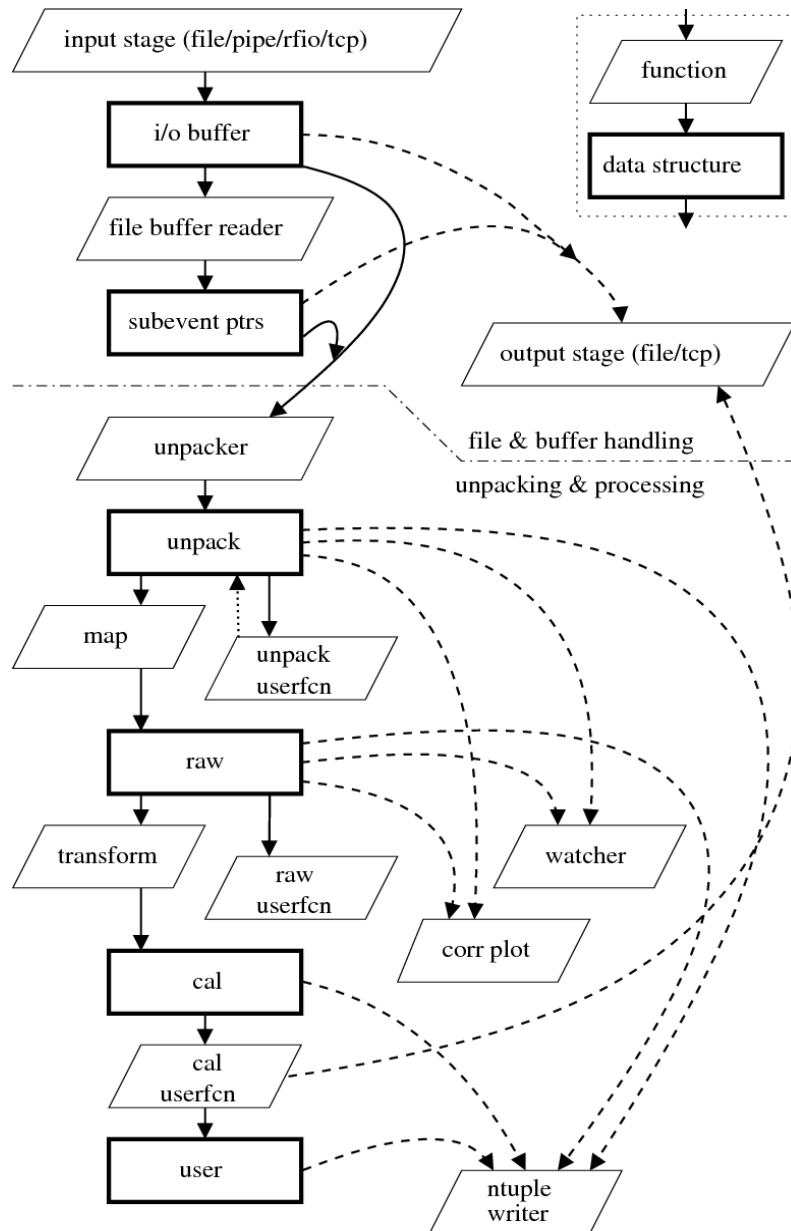 input stage (file/pipe/rfio/tcp)
function
i/o buffer
data structure
file buffer reader
subevent ptrs
output stage (file/tcp)
unpacker
file & buffer handling
unpacking & processing
unpack
map
unpack
userfcn
raw
transform
watcher
raw
userfcn
corr plot
cal
cal
userfcn
user
ntuple
writer